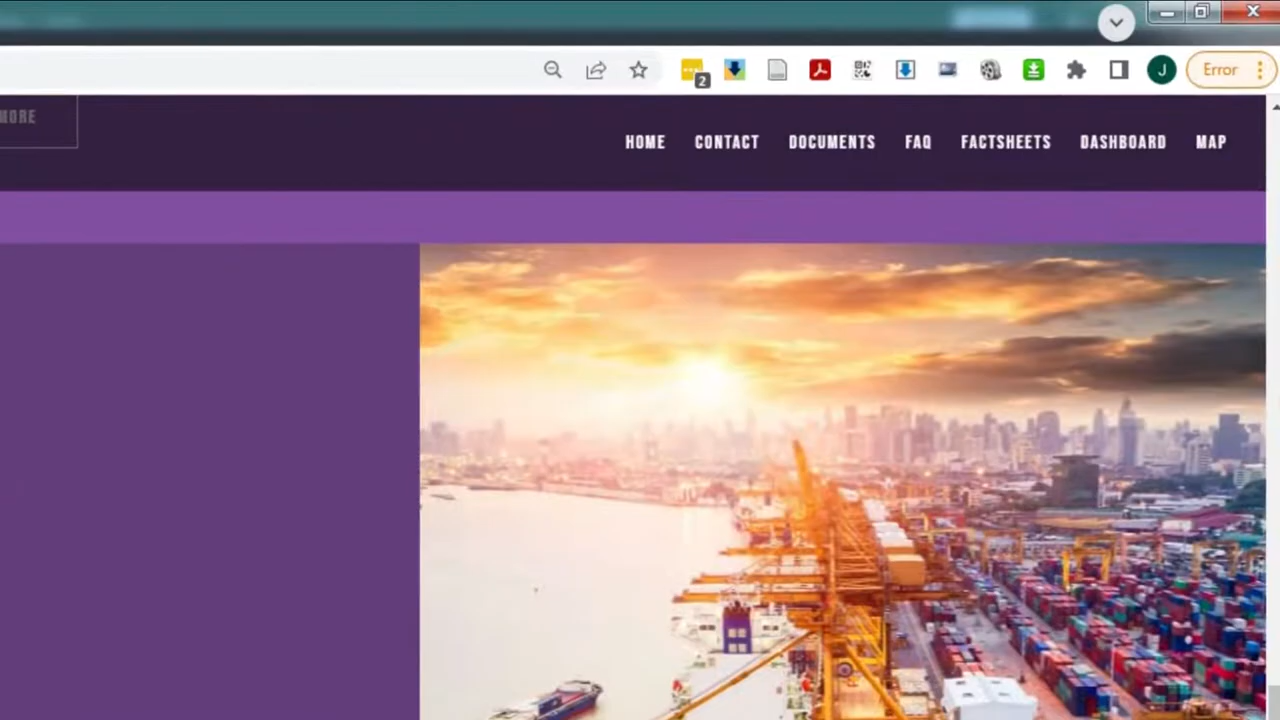 2
J
Error
MORE
HOME CONTACT DOCUMENTS FAQ FACTSHEETS DASHBOARD MAP